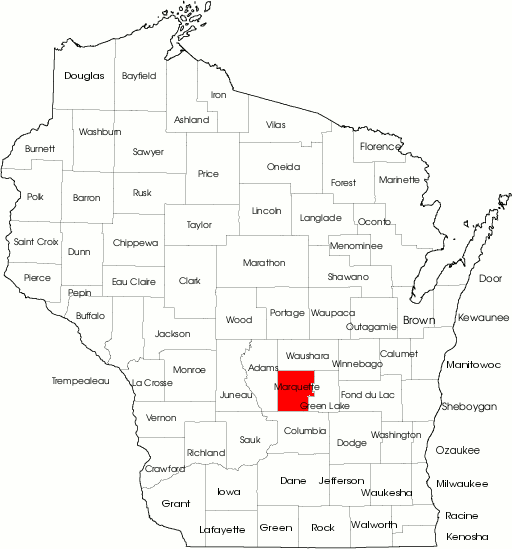 Douglas
Bayfield
Iron
Ashland
Vilas
Washburn
Burnett
Sawyer
Florence
Price
Oneida
Forest
Marinette
Polk
Barron
Rusk
Lincoln
Langlade
Oconto
Taylor
Saint Croix
Dunn
Chippewa
Menominee
Marathon
Shawano
Pierce
Eau Claire
Clark
Door
Pepin
Buffalo
Wood
Portage
Waupaca
Outagamie
Brown
Kewaunee
Jackson
Waushara
Calumet
Winnebago
Manitowoc
Monroe
Adams
Trempealeau
La Crosse
Marquette
Juneau
Green Lake
Fond du Lac
Sheboygan
Vernon
Columbia
Washington
Sauk
Dodge
Richland
Ozaukee
Crawford
Grant
Iowa
Dane
Jefferson
Waukesha
Milwaukee
Lafayette
Green
Rock
Walworth
Racine
Kenosha